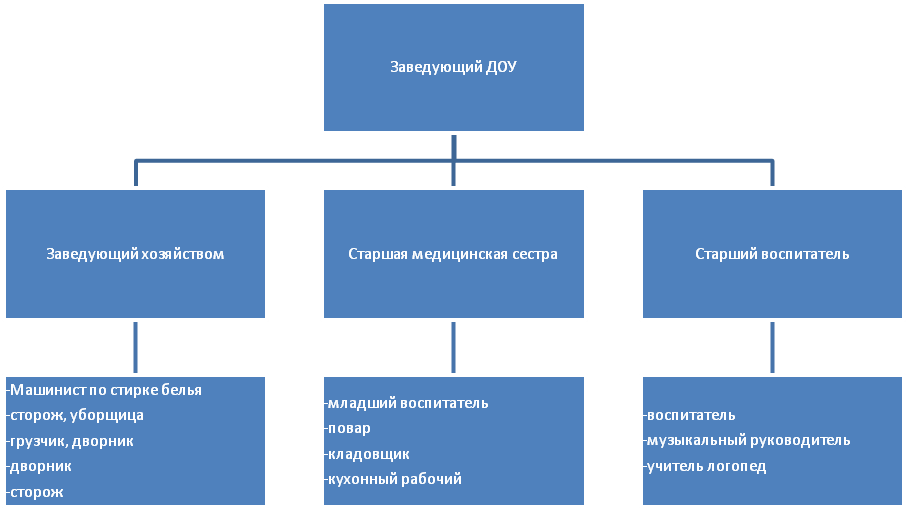 Заведующий ДОУ
Заведующий хозяйством
Старшая медицинская сестра
Старший воспитатель
-Машинист по стирке белья
-сторож, уборщица
-грузчик, дворник
-дворник
-сторож
-младший воспитатель
-повар
-кладовщик
-кухонный рабочий
-воспитатель
-музыкальный руководитель
-учитель логопед